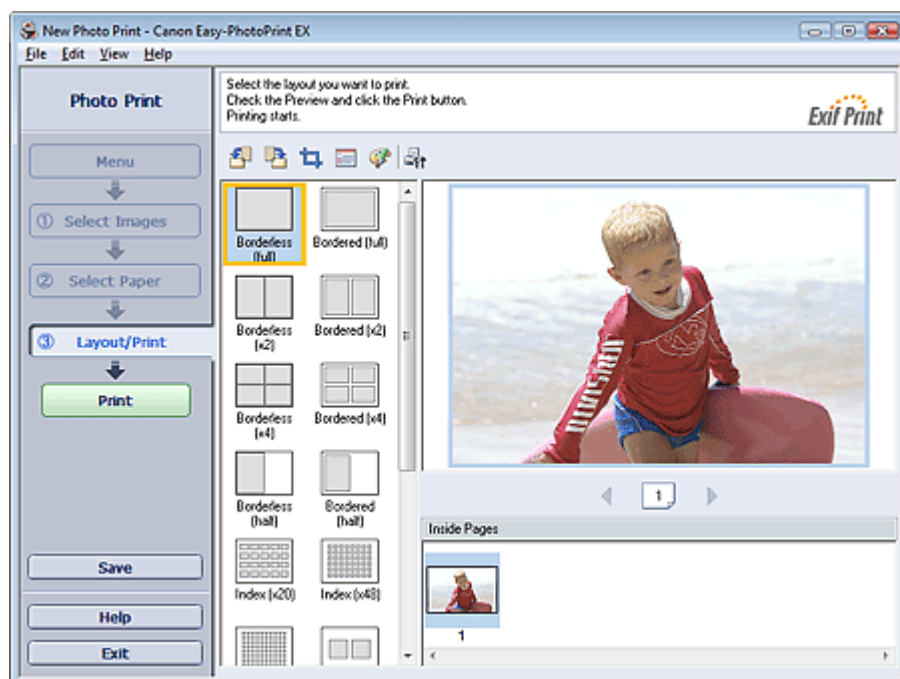 New Photo Print - Canon Easy-PhotoPrint EX
File Edit View Help
Photo Print
Select the layout you want to print.
Check the Preview and click the Print button.
Printing starts.
Exif Print
Menu
① Select Images
② Select Paper
③ Layout/Print
Print
Save
Help
Exit
Borderless
(full)
Bordered (full)
Borderless
(x2)
Bordered (x2)
Borderless
(x4)
Bordered (x4)
Borderless
(half)
Bordered
(half)
Index (x20)
Index (x48)
1
Inside Pages
1